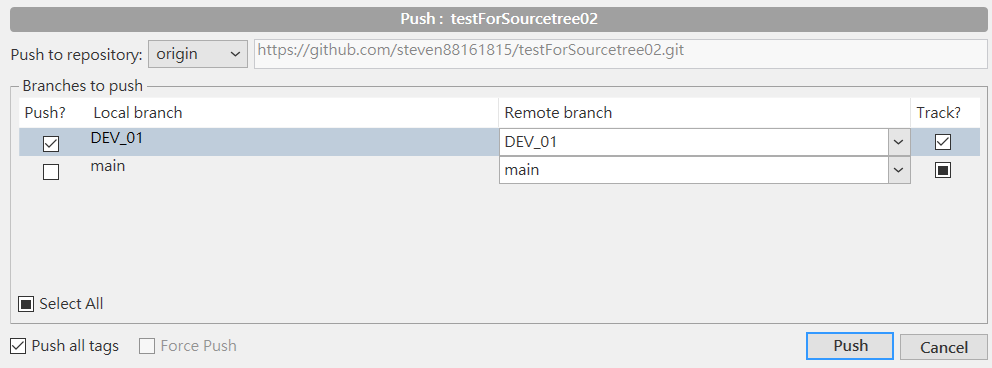 Push : testForSourcetree02
Push to repository: origin https://github.com/steven88161815/testForSourcetree02.git
Branches to push
Push? Local branch Remote branch Track?
DEV_01 DEV_01
main main
Select All
Push all tags Force Push Push Cancel